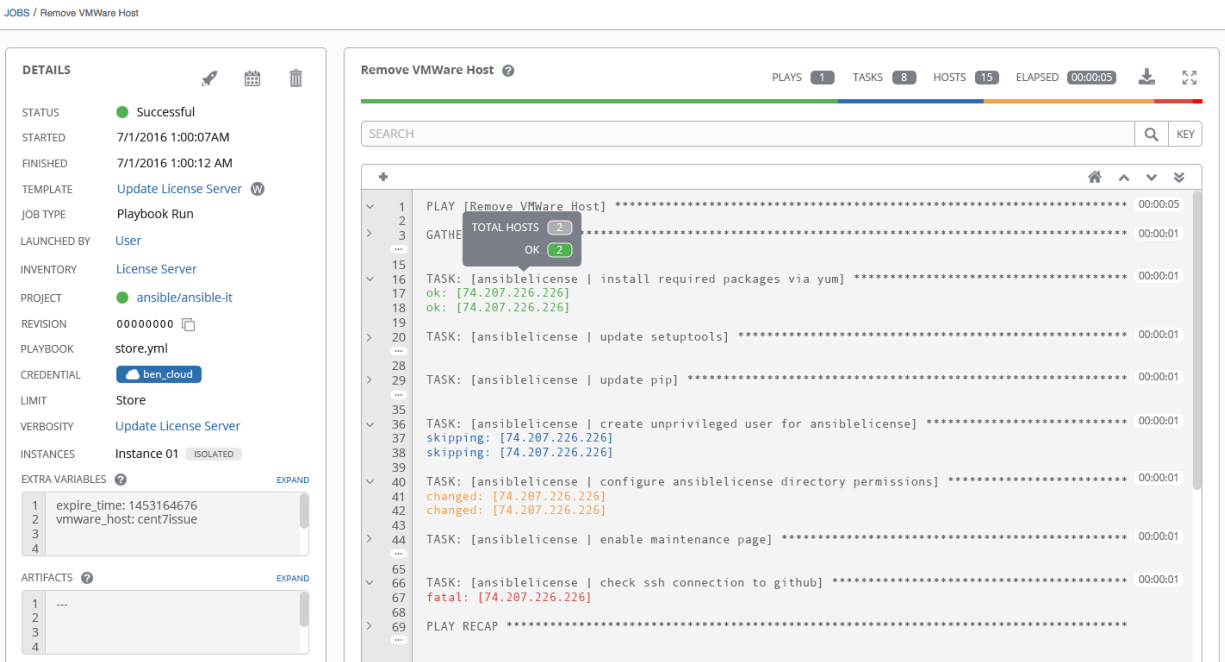 JOBS / Remove VMWare Host
DETAILS
STATUS Successful
STARTED 7/1/2016 1:00:07AM
FINISHED 7/1/2016 1:00:12 AM
TEMPLATE Update License Server W
JOB TYPE Playbook Run
LAUNCHED BY User
INVENTORY License Server
PROJECT ansible/ansible-it
REVISION 00000000
PLAYBOOK store.yml
CREDENTIAL ben_cloud
LIMIT Store
VERBOSITY Update License Server
INSTANCES Instance 01 ISOLATED
EXTRA VARIABLES ? EXPAND
1 expire_time: 1453164676
2 vmware_host: cent7issue
3
4
ARTIFACTS ? EXPAND
1 ---
2
3
4
Remove VMWare Host ?
PLAYS 1 TASKS 8 HOSTS 15 ELAPSED 00:00:05
SEARCH KEY
1 PLAY [Remove VMWare Host] ********************************************************************** 00:00:05
2
3 GATHE *************************************************************************** 00:00:01
...
TOTAL HOSTS 2
OK 2
15
16 TASK: [ansiblelicense | install required packages via yum] ************************************** 00:00:01
17 ok: [74.207.226.226]
18 ok: [74.207.226.226]
19
20 TASK: [ansiblelicense | update setuptools] ****************************************************** 00:00:01
...
28
29 TASK: [ansiblelicense | update pip] ************************************************************* 00:00:01
...
35
36 TASK: [ansiblelicense | create unprivileged user for ansiblelicense] **************************** 00:00:01
37 skipping: [74.207.226.226]
38 skipping: [74.207.226.226]
39
40 TASK: [ansiblelicense | configure ansiblelicense directory permissions] ************************* 00:00:01
41 changed: [74.207.226.226]
42 changed: [74.207.226.226]
43
44 TASK: [ansiblelicense | enable maintenance page] ************************************************ 00:00:01
...
65
66 TASK: [ansiblelicense | check ssh connection to github] ***************************************** 00:00:01
67 fatal: [74.207.226.226]
68
69 PLAY RECAP **************************************************************************************
...